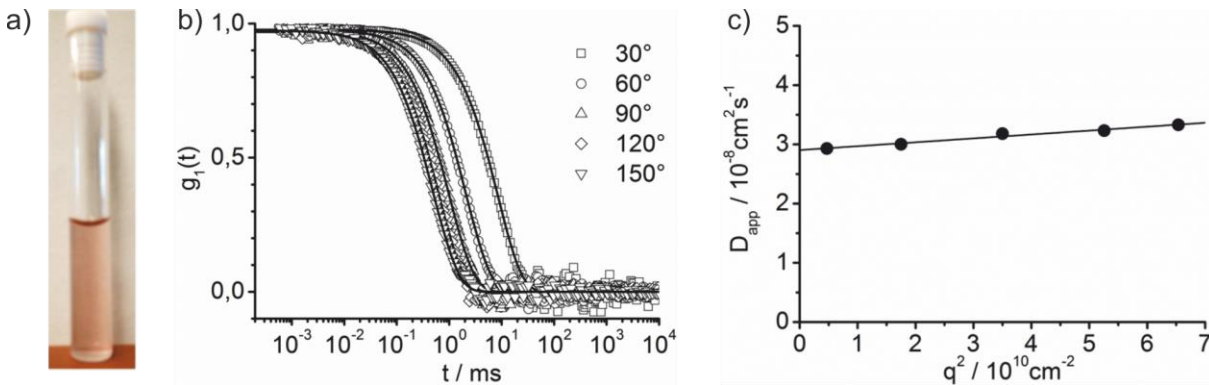 a)
b)
1,0
0,5
0,0
g₁(t)
10⁻³ 10⁻² 10⁻¹ 10⁰ 10¹ 10² 10³ 10⁴
t / ms
30°
60°
90°
120°
150°
c)
5
4
3
2
1
0
D_app / 10⁻⁸cm²s⁻¹
0 1 2 3 4 5 6 7
q² / 10¹⁰cm⁻²